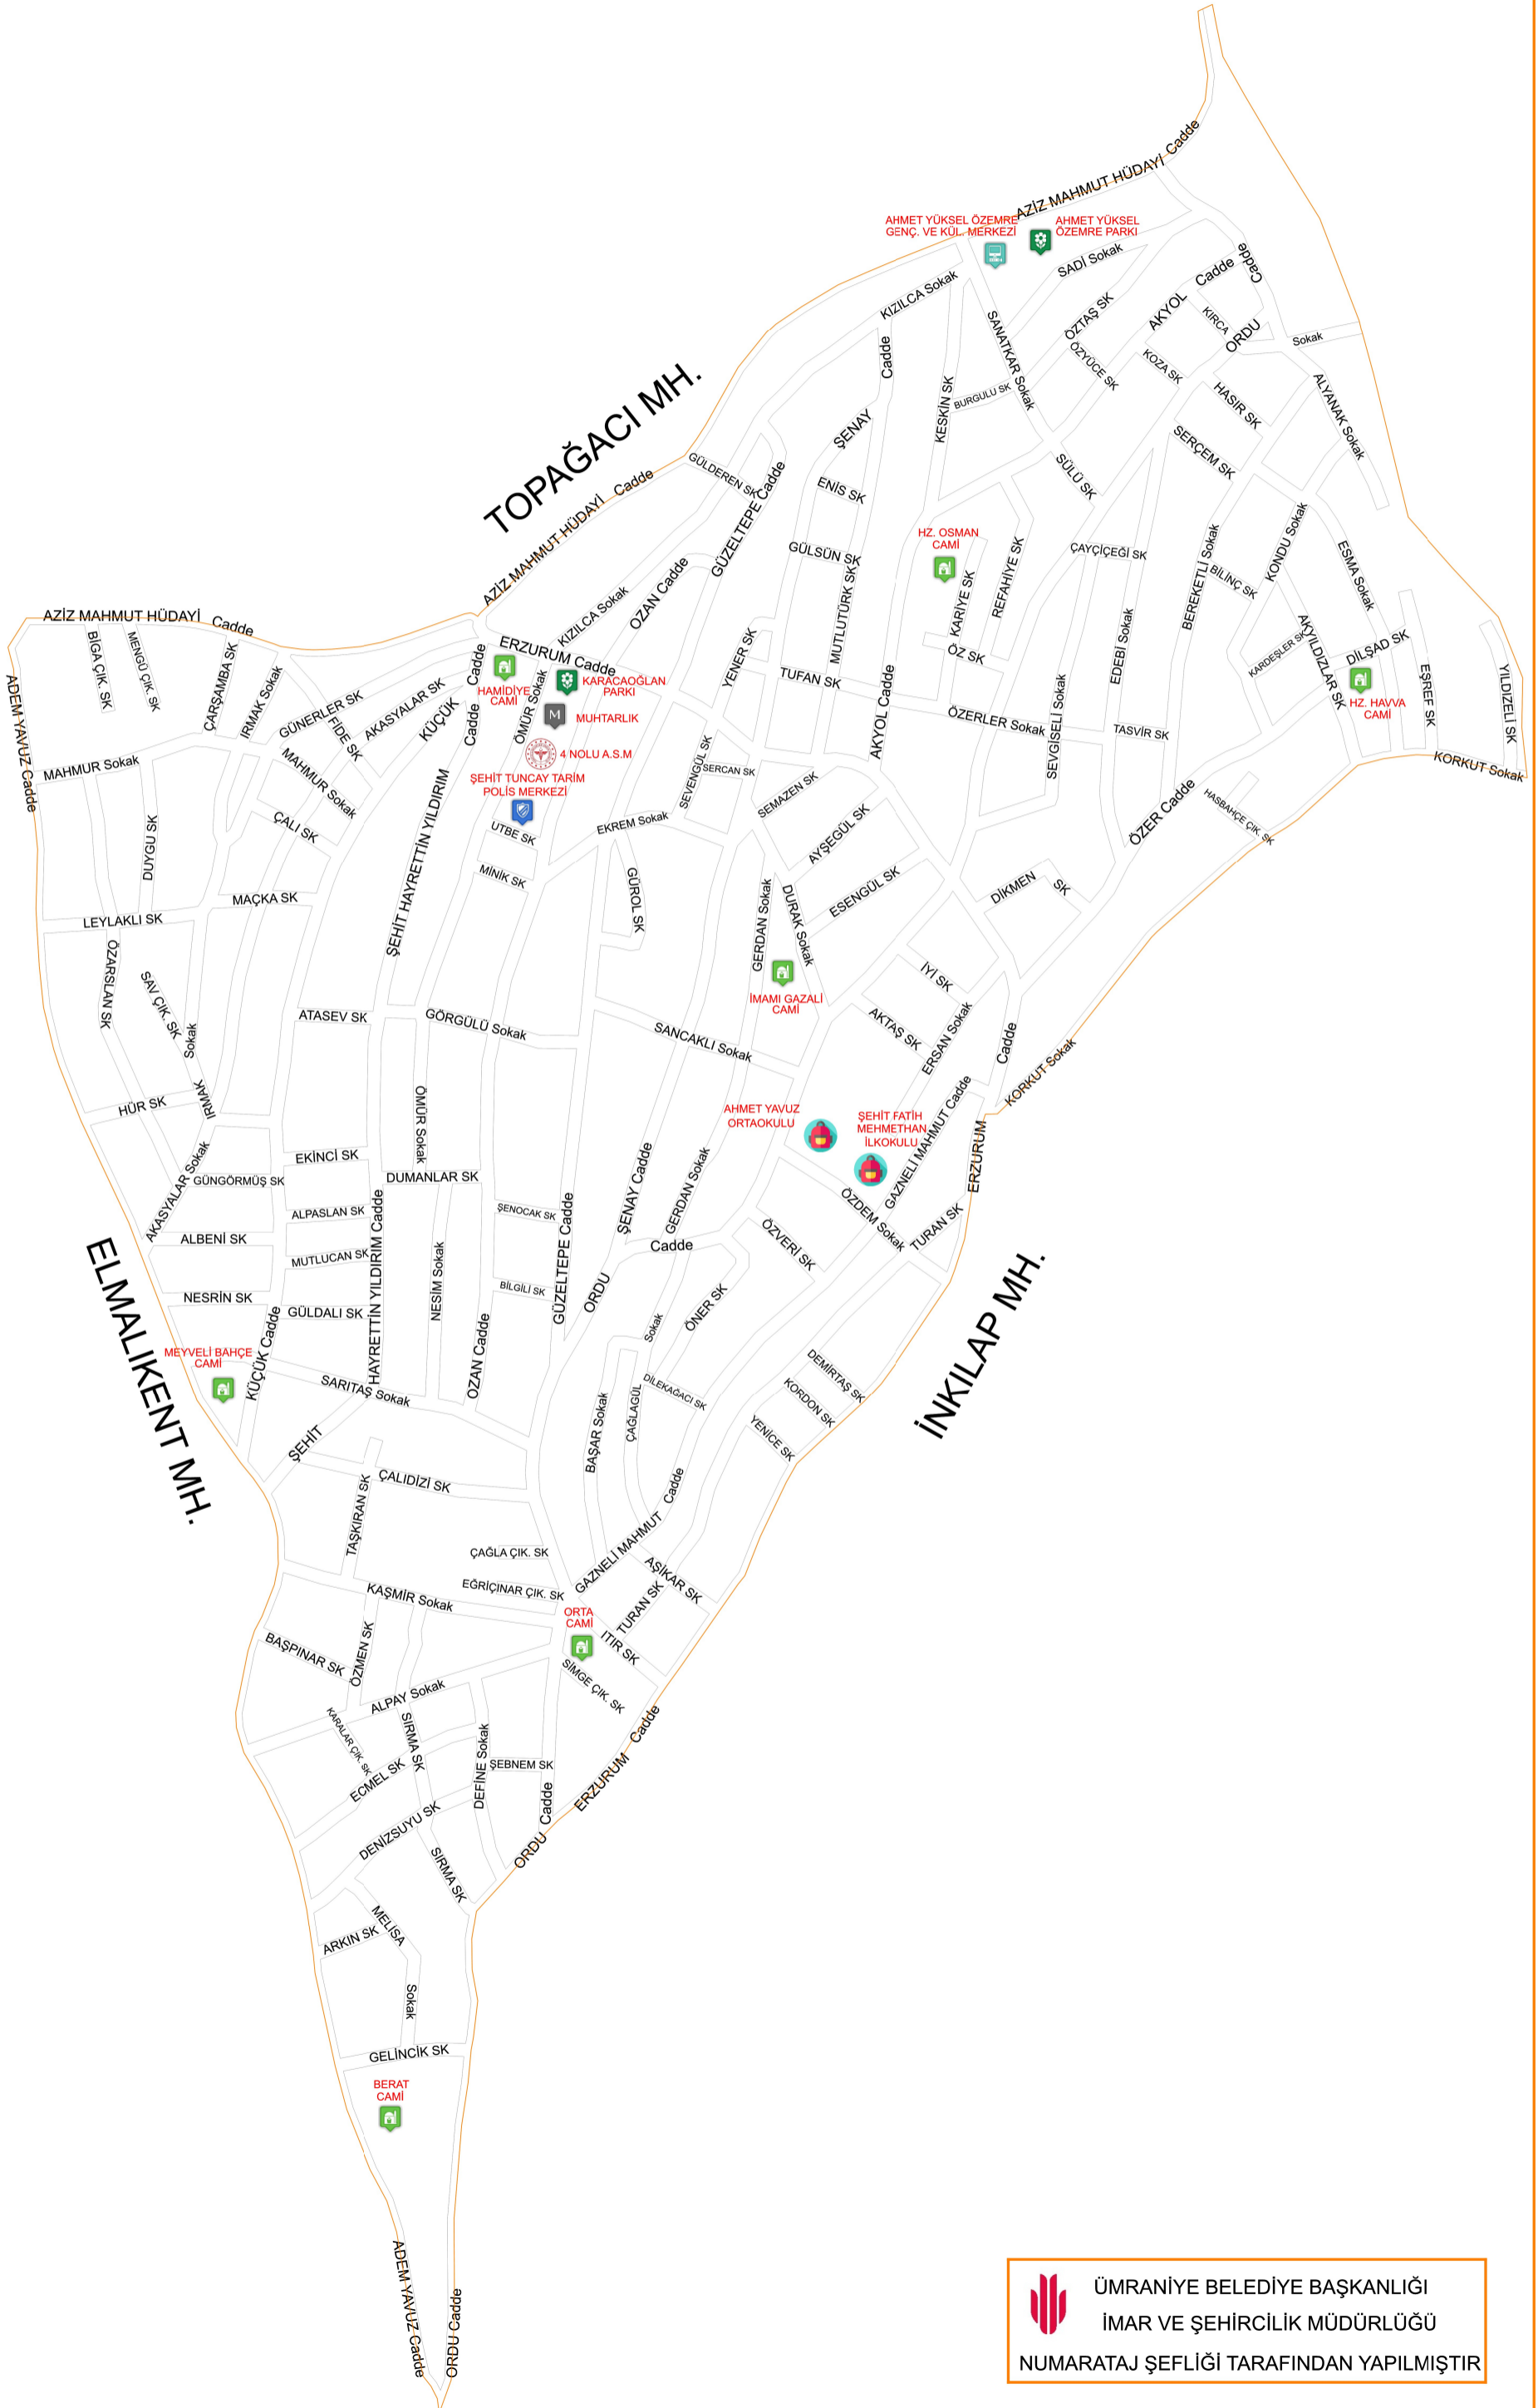 AZİZ MAHMUT HÜDAYİ Cadde
AHMET YÜKSEL ÖZEMRE
GENÇ. VE KÜL. MERKEZİ
AHMET YÜKSEL
ÖZEMRE PARKI
SADİ Sokak
KIZILCA Sokak
ÖZTAŞ SK
AKYOL Cadde
ORDU Cadde
KIRCA Sokak
SANATKAR Sokak
ÖZYÜCE SK
KOZA SK
HASIR SK
ALYANAK Sokak
TOPAĞACI MH.
ŞENAY Cadde
KESKİN SK
BURGULU SK
SERÇEM SK
SÜLÜ SK
GÜLDEREN SK
GÜZELTEPE Cadde
ENİS SK
AZİZ MAHMUT HÜDAYİ Cadde
GÜLSÜN SK
HZ. OSMAN
CAMİ
REFAHİYE SK
KARİYE SK
ÇAYÇİÇEĞİ SK
BEREKETLİ Sokak
KONDU Sokak
BİLİNÇ SK
ESMA Sokak
OZAN Cadde
KIZILCA Sokak
MUTLUTÜRK SK
ÖZ SK
EDEBİ Sokak
KARDEŞLER SK
AKYILDIZLAR SK
DİLŞAD SK
HZ. HAVVA
CAMİ
EŞREF SK
YILDIZELİ SK
KORKUT Sokak
AZİZ MAHMUT HÜDAYİ Cadde
BİGA ÇIK. SK
MENGÜ ÇIK. SK
ÇARŞAMBA SK
IRMAK Sokak
GÜNERLER SK
FİDE SK
AKASYALAR SK
KÜÇÜK Cadde
ERZURUM Cadde
HAMİDİYE
CAMİ
KARACAOĞLAN
PARKI
ÖMÜR Sokak
MUHTARLIK
4 NOLU A.S.M
ŞEHİT TUNCAY TARİM
POLİS MERKEZİ
YENER SK
TUFAN SK
AKYOL Cadde
ÖZERLER Sokak
SEVGİSELİ Sokak
TASVİR SK
ADEM YAVUZ Cadde
MAHMUR Sokak
MAHMUR Sokak
ŞEHİT HAYRETTİN YILDIRIM Cadde
SEVENGÜL SK
SERCAN SK
SEMAZEN SK
ÖZER Cadde
HASBAHÇE ÇIK. SK
DUYGU SK
ÇALI SK
UTBE SK
EKREM Sokak
AYŞEGÜL SK
MİNİK SK
GÜROL SK
GERDAN Sokak
DURAK Sokak
ESENGÜL SK
DİKMEN SK
LEYLAKLI SK
MAÇKA SK
ÖZARSLAN SK
SAV ÇIK. SK
IRMAK Sokak
İMAMI GAZALİ
CAMİ
İYİ SK
AKTAŞ SK
ERSAN Sokak
ATASEV SK
GÖRGÜLÜ Sokak
SANCAKLI Sokak
KORKUT Sokak
HÜR SK
ÖMÜR Sokak
AHMET YAVUZ
ORTAOKULU
ŞEHİT FATİH
MEHMETHAN
İLKOKULU
GAZNELİ MAHMUT Cadde
ERZURUM Cadde
AKASYALAR Sokak
GÜNGÖRMÜŞ SK
EKİNCİ SK
DUMANLAR SK
ŞENAY Cadde
GERDAN Sokak
ÖZDEM Sokak
TURAN SK
ALPASLAN SK
ŞENOCAK SK
ALBENİ SK
MUTLUCAN SK
ÖZVERİ SK
ELMALIKENT MH.
NESRİN SK
GÜLDALI SK
NESİM Sokak
BİLGİLİ SK
GÜZELTEPE Cadde
ORDU Cadde
ÖNER SK
İNKILAP MH.
MEYVELİ BAHÇE
CAMİ
KÜÇÜK Cadde
ŞEHİT HAYRETTİN YILDIRIM Cadde
SARITAŞ Sokak
OZAN Cadde
BAŞAR Sokak
ÇAĞLAGÜL Sokak
DİLEKAĞACI SK
DEMİRTAŞ SK
KORDON SK
YENİCE SK
ÇALIDİZİ SK
TAŞKIRAN SK
GAZNELİ MAHMUT Cadde
ÇAĞLA ÇIK. SK
EĞRİÇINAR ÇIK. SK
AŞİKAR SK
TURAN SK
KAŞMİR Sokak
ORTA
CAMİ
ITIR SK
SİMGE ÇIK. SK
BAŞPINAR SK
ÖZMEN SK
ALPAY Sokak
KARALAR ÇIK. SK
SIRMA SK
ECMEL SK
DEFİNE Sokak
ŞEBNEM SK
ERZURUM Cadde
ORDU Cadde
DENİZSUYU SK
SIRMA SK
MELİSA Sokak
ARKIN SK
GELİNCİK SK
BERAT
CAMİ
ADEM YAVUZ Cadde
ORDU Cadde
ÜMRANİYE BELEDİYE BAŞKANLIĞI
İMAR VE ŞEHİRCİLİK MÜDÜRLÜĞÜ
NUMARATAJ ŞEFLİĞİ TARAFINDAN YAPILMIŞTIR